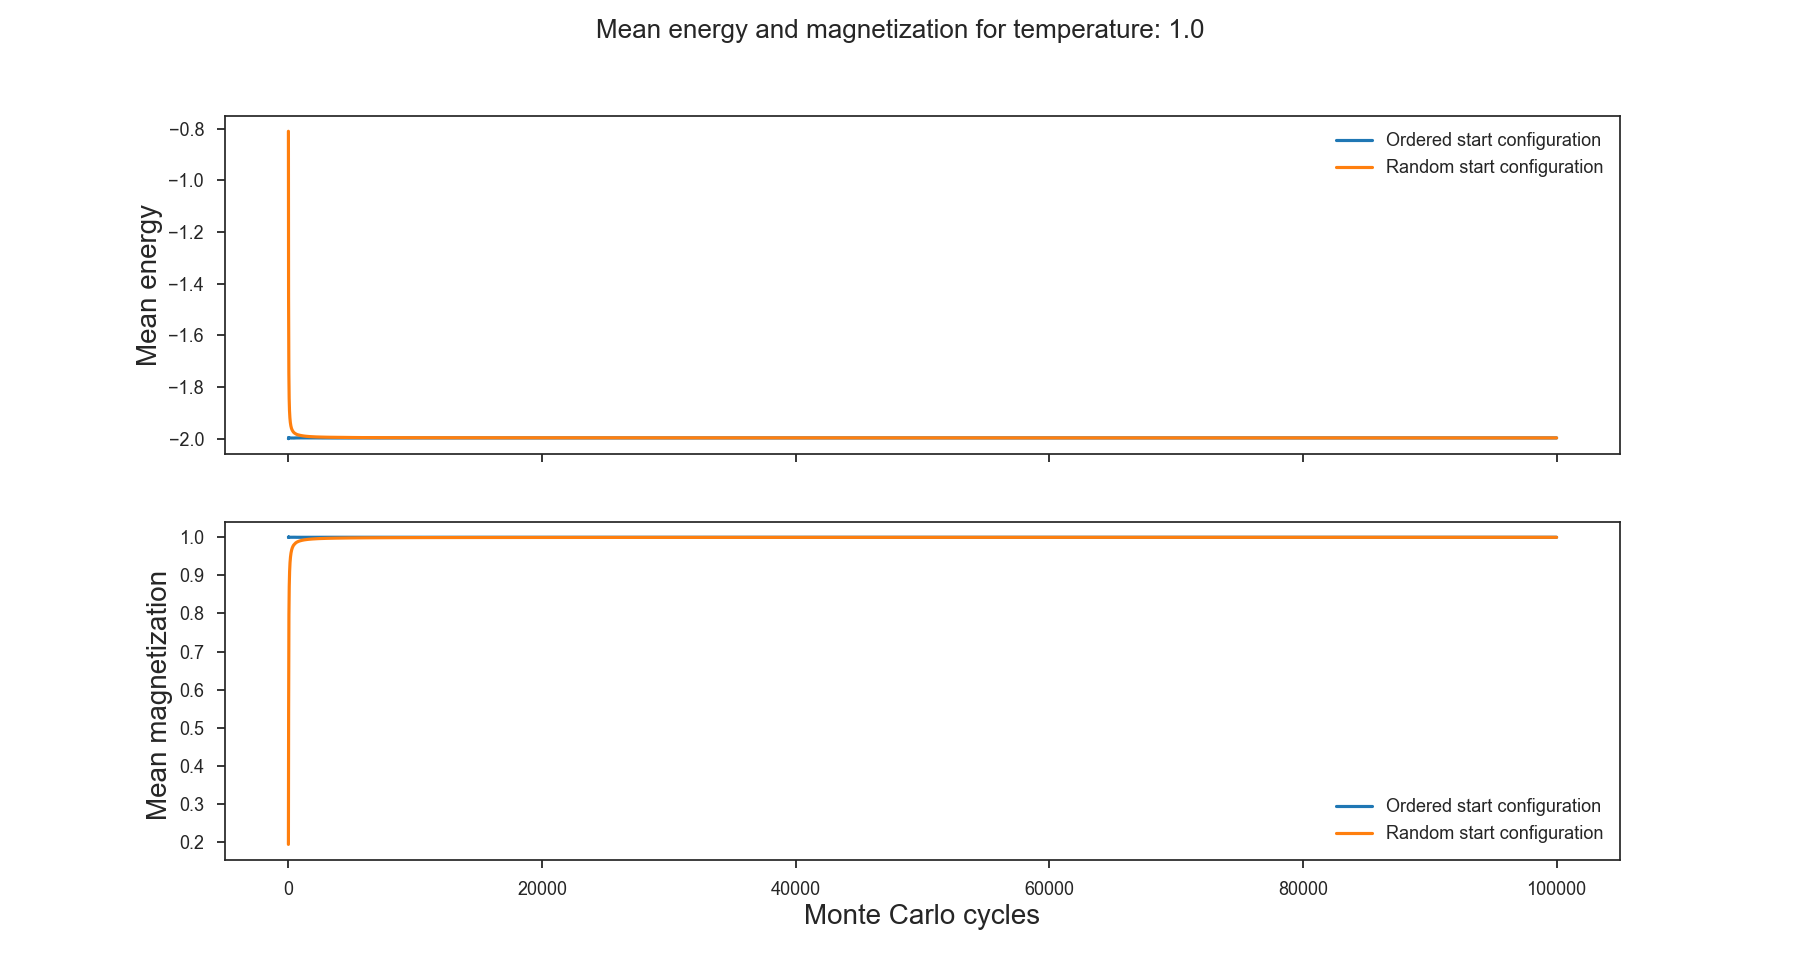 Mean energy and magnetization for temperature: 1.0
Mean energy
−0.8
−1.0
−1.2
−1.4
−1.6
−1.8
−2.0
Ordered start configuration
Random start configuration
Mean magnetization
1.0
0.9
0.8
0.7
0.6
0.5
0.4
0.3
0.2
Ordered start configuration
Random start configuration
0 20000 40000 60000 80000 100000
Monte Carlo cycles